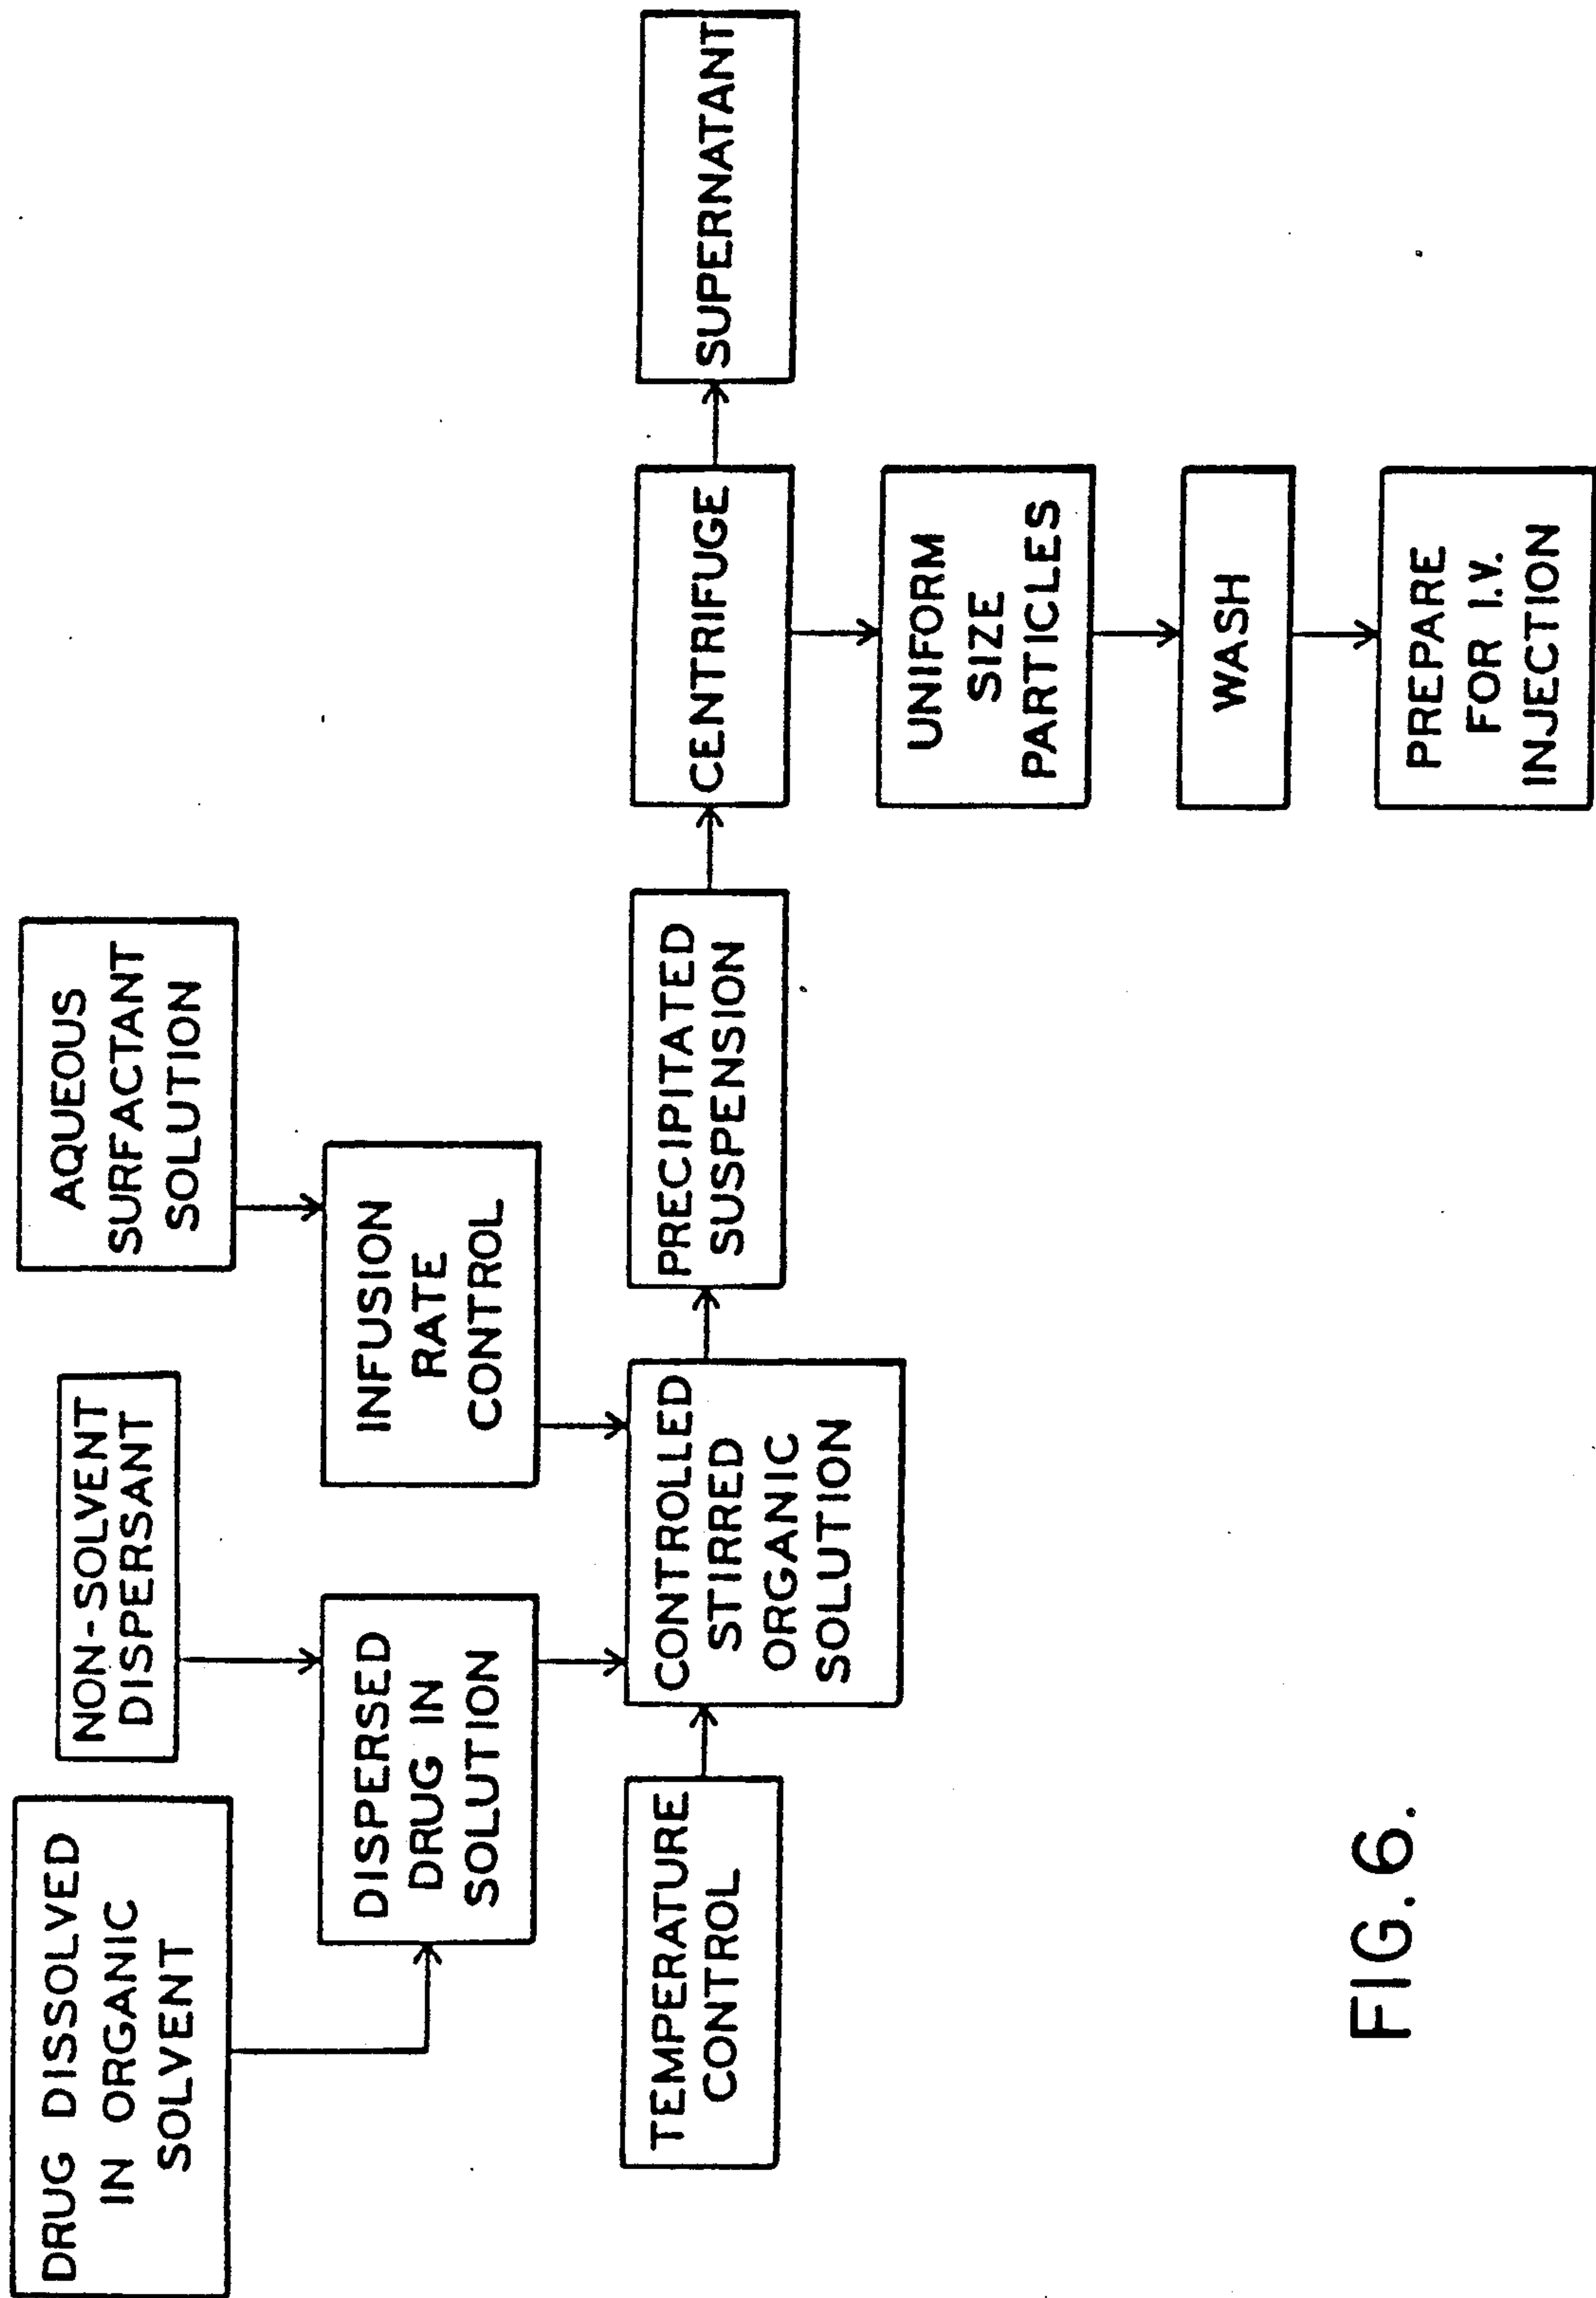 DRUG DISSOLVED
IN ORGANIC
SOLVENT
NON-SOLVENT
DISPERSANT
AQUEOUS
SURFACTANT
SOLUTION
DISPERSED
DRUG IN
SOLUTION
INFUSION
RATE
CONTROL
TEMPERATURE
CONTROL
CONTROLLED
STIRRED
ORGANIC
SOLUTION
PRECIPITATED
SUSPENSION
CENTRIFUGE
SUPERNATANT
UNIFORM
SIZE
PARTICLES
WASH
PREPARE
FOR I.V.
INJECTION
FIG. 6.